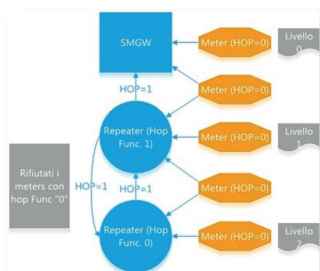 SMGW
Meter (HOP=0)
Livello
0
HOP=1
Meter (HOP=0)
Repeater (Hop
Func. 1)
Meter (HOP=0)
Livello
1
Rifiutati i
meters con
hop Func "0"
HOP=1
HOP=1
Meter (HOP=0)
Repeater (Hop
Func. 0)
Meter (HOP=0)
Livello
2